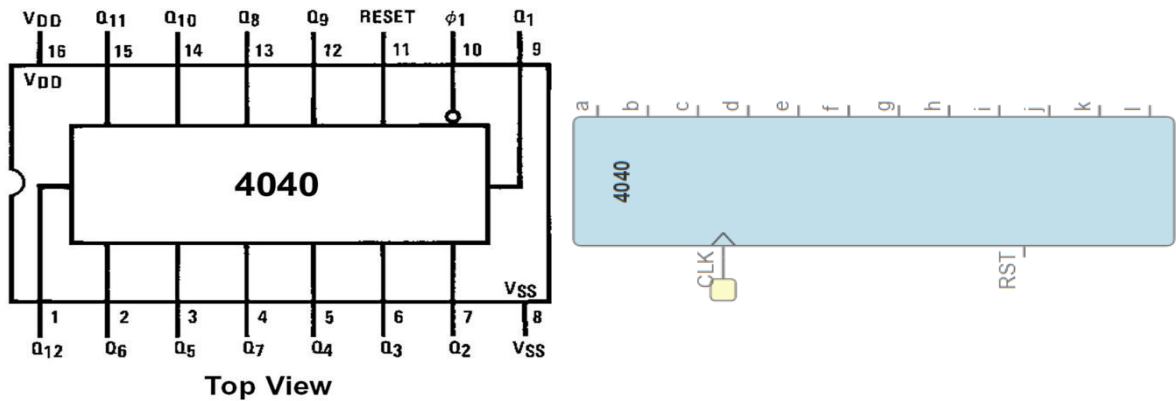 VDD Q11 Q10 Q8 Q9 RESET ϕ1 Q1
16 15 14 13 12 11 10 9
VDD
4040
VSS
1 2 3 4 5 6 7 8
Q12 Q6 Q5 Q7 Q4 Q3 Q2 VSS
Top View
a b c d e f g h i j k l
4040
CLK RST